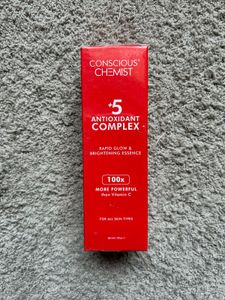 CONSCIOUS
CHEMIST
+5
ANTIOXIDANT
COMPLEX
RAPID GLOW &
BRIGHTENING ESSENCE
100x
MORE POWERFUL
than Vitamin C
FOR ALL SKIN TYPES